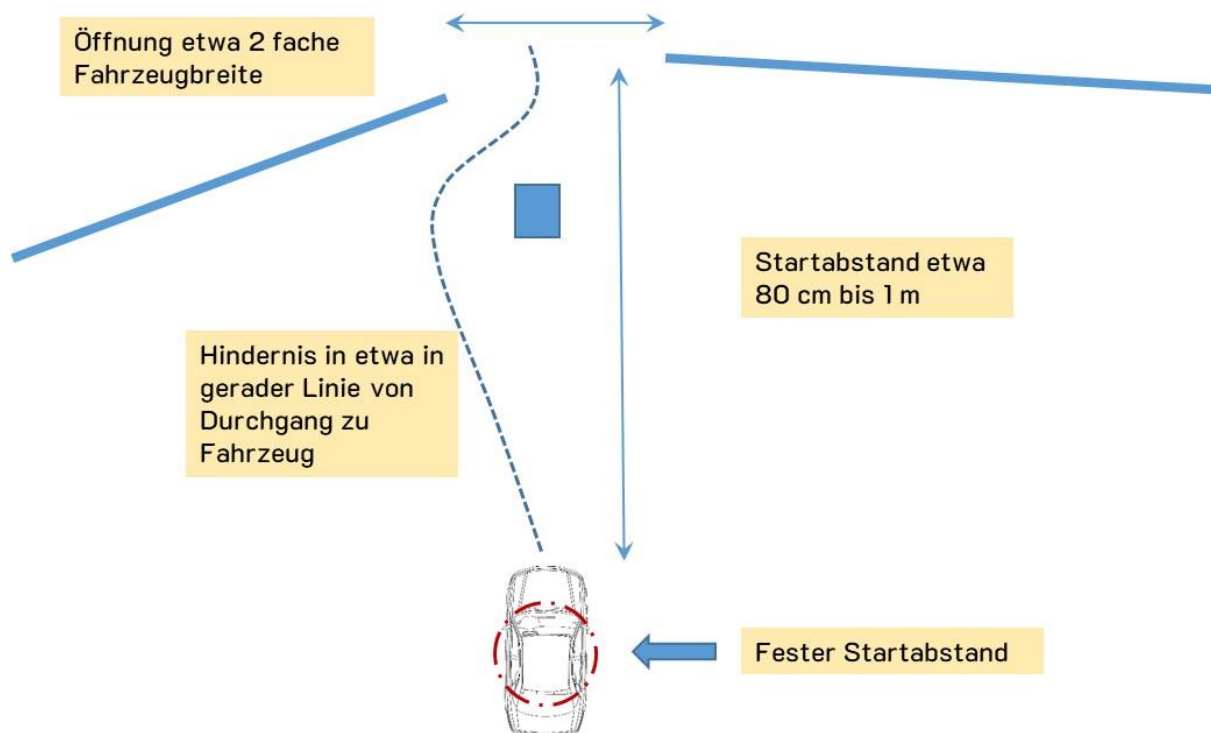 Öffnung etwa 2 fache
Fahrzeugbreite
Startabstand etwa
80 cm bis 1 m
Hindernis in etwa in
gerader Linie von
Durchgang zu
Fahrzeug
Fester Startabstand